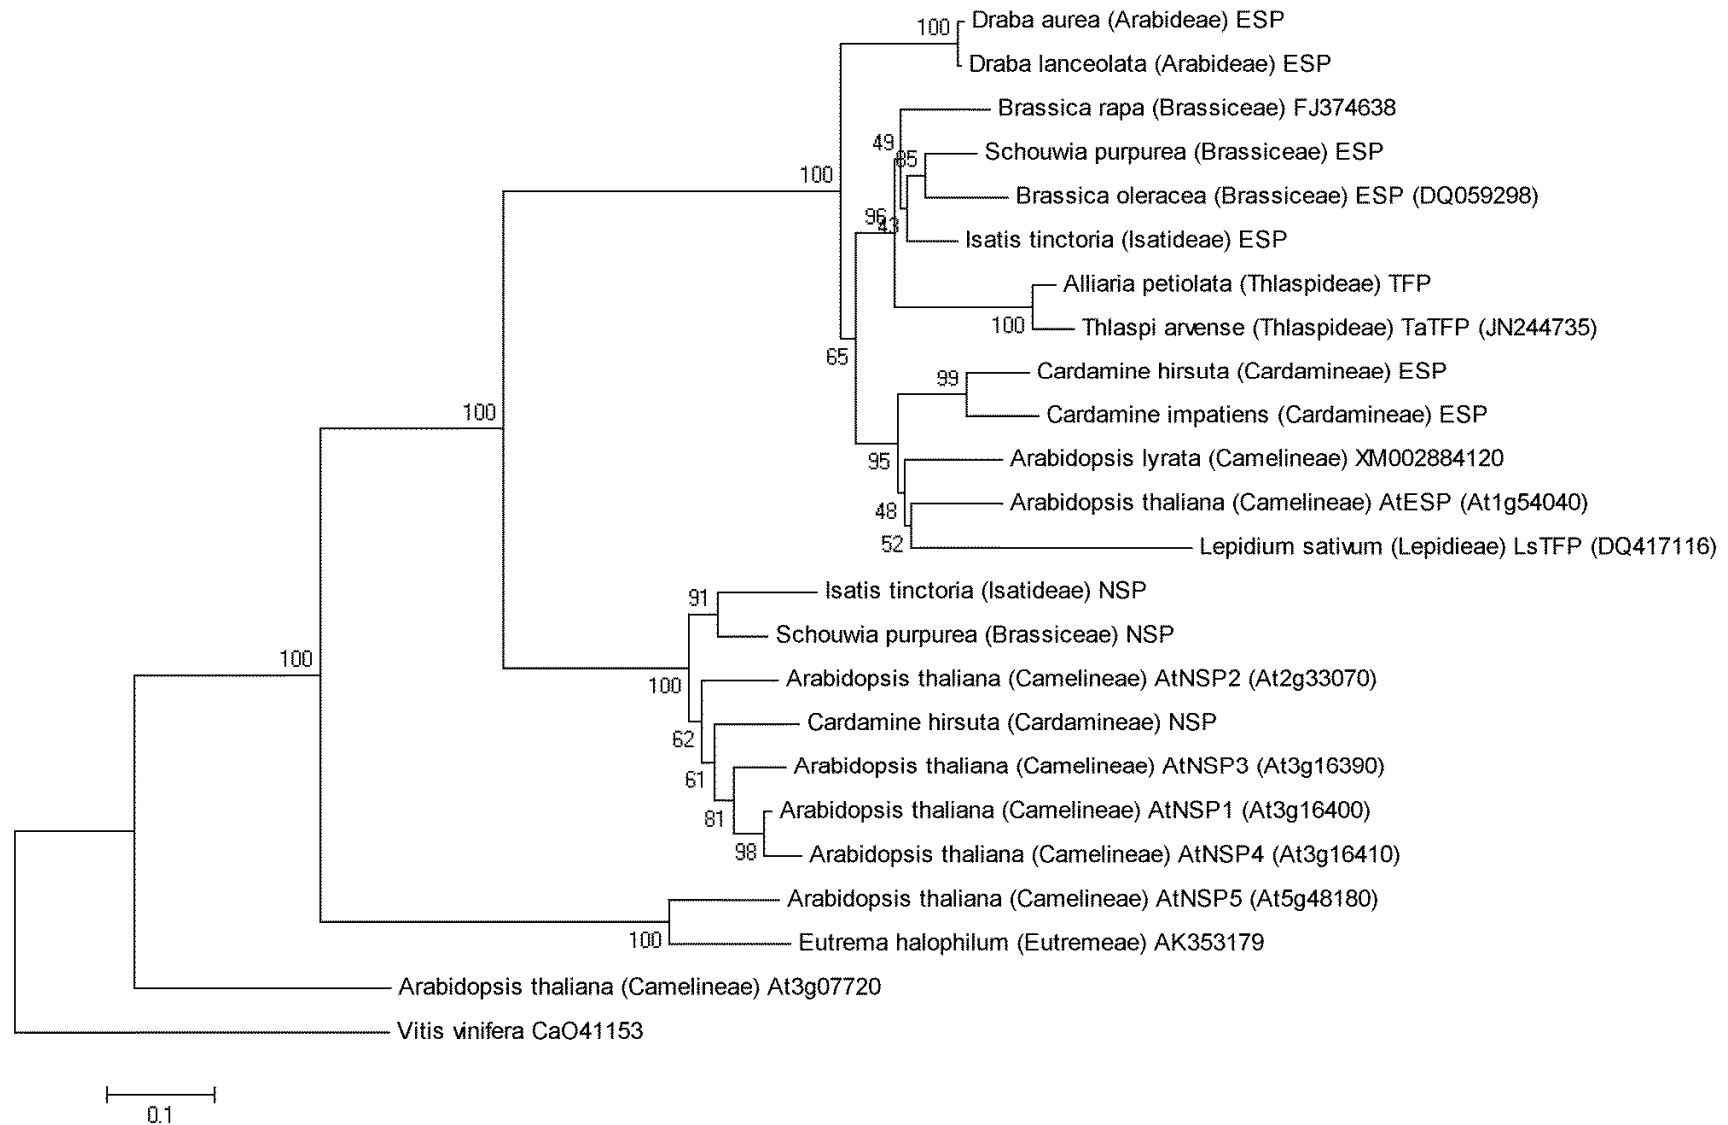 100 Draba aurea (Arabideae) ESP
Draba lanceolata (Arabideae) ESP
Brassica rapa (Brassiceae) FJ374638
49
85 Schouwia purpurea (Brassiceae) ESP
100
Brassica oleracea (Brassiceae) ESP (DQ059298)
96
43
Isatis tinctoria (Isatideae) ESP
Alliaria petiolata (Thlaspideae) TFP
100 Thlaspi arvense (Thlaspideae) TaTFP (JN244735)
65
99 Cardamine hirsuta (Cardamineae) ESP
Cardamine impatiens (Cardamineae) ESP
100
95 Arabidopsis lyrata (Camelineae) XM002884120
Arabidopsis thaliana (Camelineae) AtESP (At1g54040)
48
52 Lepidium sativum (Lepidieae) LsTFP (DQ417116)
91 Isatis tinctoria (Isatideae) NSP
Schouwia purpurea (Brassiceae) NSP
100
100 Arabidopsis thaliana (Camelineae) AtNSP2 (At2g33070)
Cardamine hirsuta (Cardamineae) NSP
62
61 Arabidopsis thaliana (Camelineae) AtNSP3 (At3g16390)
81 Arabidopsis thaliana (Camelineae) AtNSP1 (At3g16400)
98 Arabidopsis thaliana (Camelineae) AtNSP4 (At3g16410)
Arabidopsis thaliana (Camelineae) AtNSP5 (At5g48180)
100 Eutrema halophilum (Eutremeae) AK353179
Arabidopsis thaliana (Camelineae) At3g07720
Vitis vinifera CaO41153
0.1